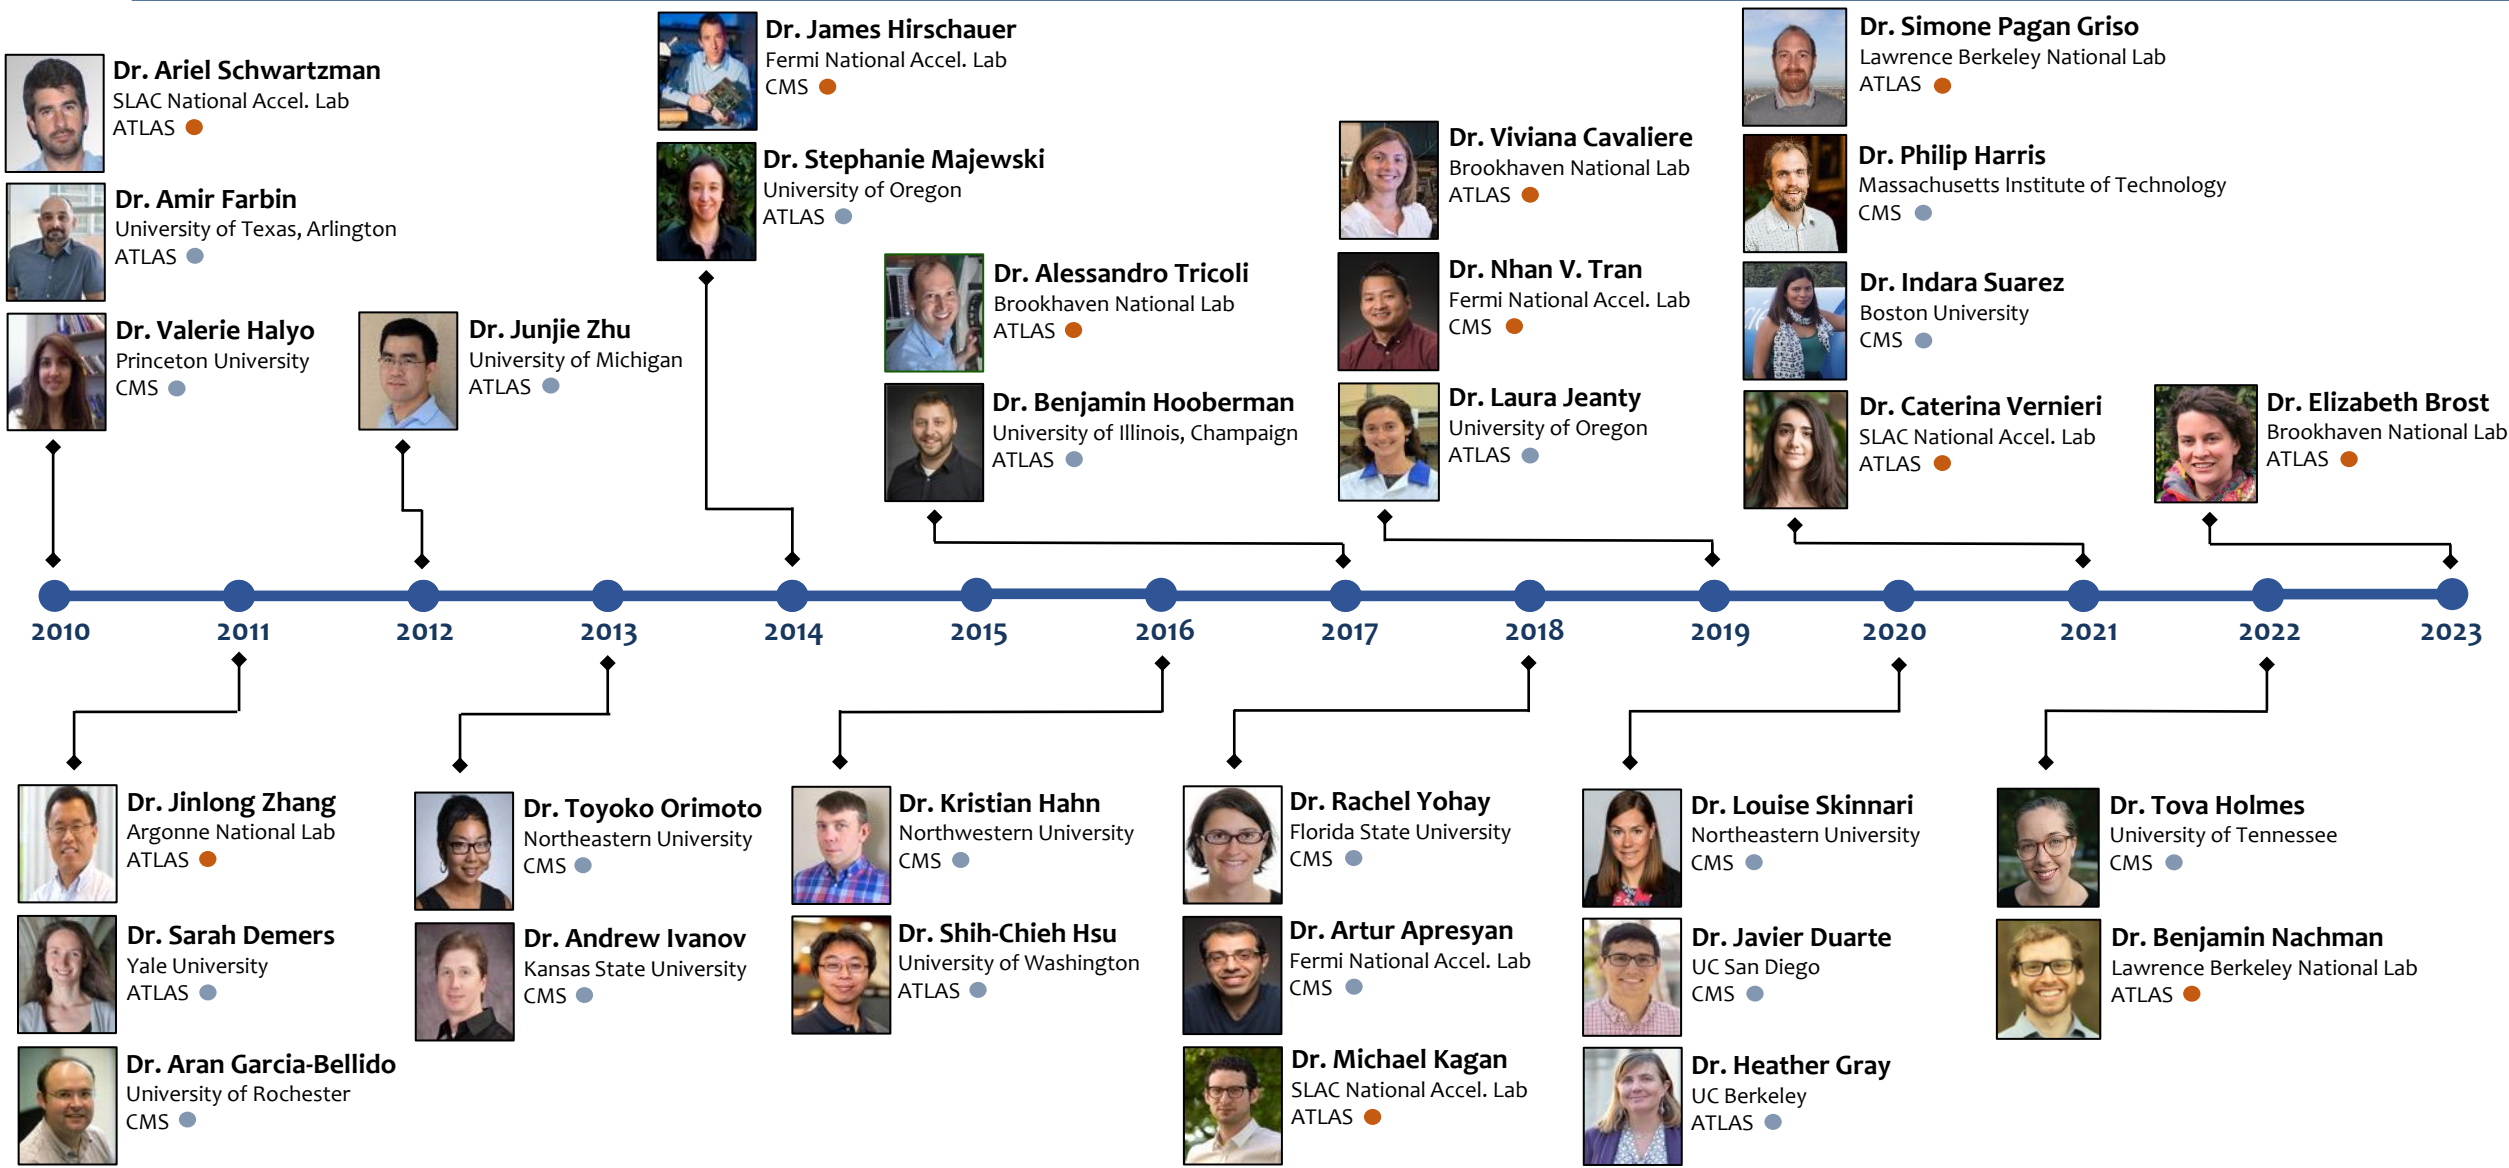 Dr. Ariel Schwartzman
SLAC National Accel. Lab
ATLAS
Dr. Amir Farbin
University of Texas, Arlington
ATLAS
Dr. Valerie Halyo
Princeton University
CMS
Dr. Junjie Zhu
University of Michigan
ATLAS
Dr. James Hirschauer
Fermi National Accel. Lab
CMS
Dr. Stephanie Majewski
University of Oregon
ATLAS
Dr. Alessandro Tricoli
Brookhaven National Lab
ATLAS
Dr. Benjamin Hooberman
University of Illinois, Champaign
ATLAS
Dr. Viviana Cavaliere
Brookhaven National Lab
ATLAS
Dr. Nhan V. Tran
Fermi National Accel. Lab
CMS
Dr. Laura Jeanty
University of Oregon
ATLAS
Dr. Simone Pagan Griso
Lawrence Berkeley National Lab
ATLAS
Dr. Philip Harris
Massachusetts Institute of Technology
CMS
Dr. Indara Suarez
Boston University
CMS
Dr. Caterina Vernieri
SLAC National Accel. Lab
ATLAS
Dr. Elizabeth Brost
Brookhaven National Lab
ATLAS
2010 2011 2012 2013 2014 2015 2016 2017 2018 2019 2020 2021 2022 2023
Dr. Jinlong Zhang
Argonne National Lab
ATLAS
Dr. Sarah Demers
Yale University
ATLAS
Dr. Aran Garcia-Bellido
University of Rochester
CMS
Dr. Toyoko Orimoto
Northeastern University
CMS
Dr. Andrew Ivanov
Kansas State University
CMS
Dr. Kristian Hahn
Northwestern University
CMS
Dr. Shih-Chieh Hsu
University of Washington
ATLAS
Dr. Rachel Yohay
Florida State University
CMS
Dr. Artur Apresyan
Fermi National Accel. Lab
CMS
Dr. Michael Kagan
SLAC National Accel. Lab
ATLAS
Dr. Louise Skinnari
Northeastern University
CMS
Dr. Javier Duarte
UC San Diego
CMS
Dr. Heather Gray
UC Berkeley
ATLAS
Dr. Tova Holmes
University of Tennessee
CMS
Dr. Benjamin Nachman
Lawrence Berkeley National Lab
ATLAS